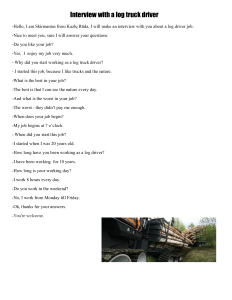 Interview with a log truck driver
-Hello, I am Skirmantas from Kazlų Rūda, I will make an interview with you about a log driver job.
-Nice to meet you, sure I will answer your questions.
-Do you like your job?
-Yes, I enjoy my job very much.
- Why did you start working as a log truck driver?
- I started this job, because I like trucks and the nature.
-What is the best in your job?
-The best is that I can see the nature every day.
-And what is the worst in your job?
-The worst - they didn't pay me enough.
-When does your job begin?
-My job begins at 7 o'clock.
- When did you start this job?
-I started when I was 20 years old.
-How long have you been working as a log driver?
-I have been working for 10 years.
-How long is your working day?
-I work 8 hours every day.
-Do you work in the weekend?
-No, I work from Monday till Friday.
-Ok, thanks for your answers.
-You're welcome.